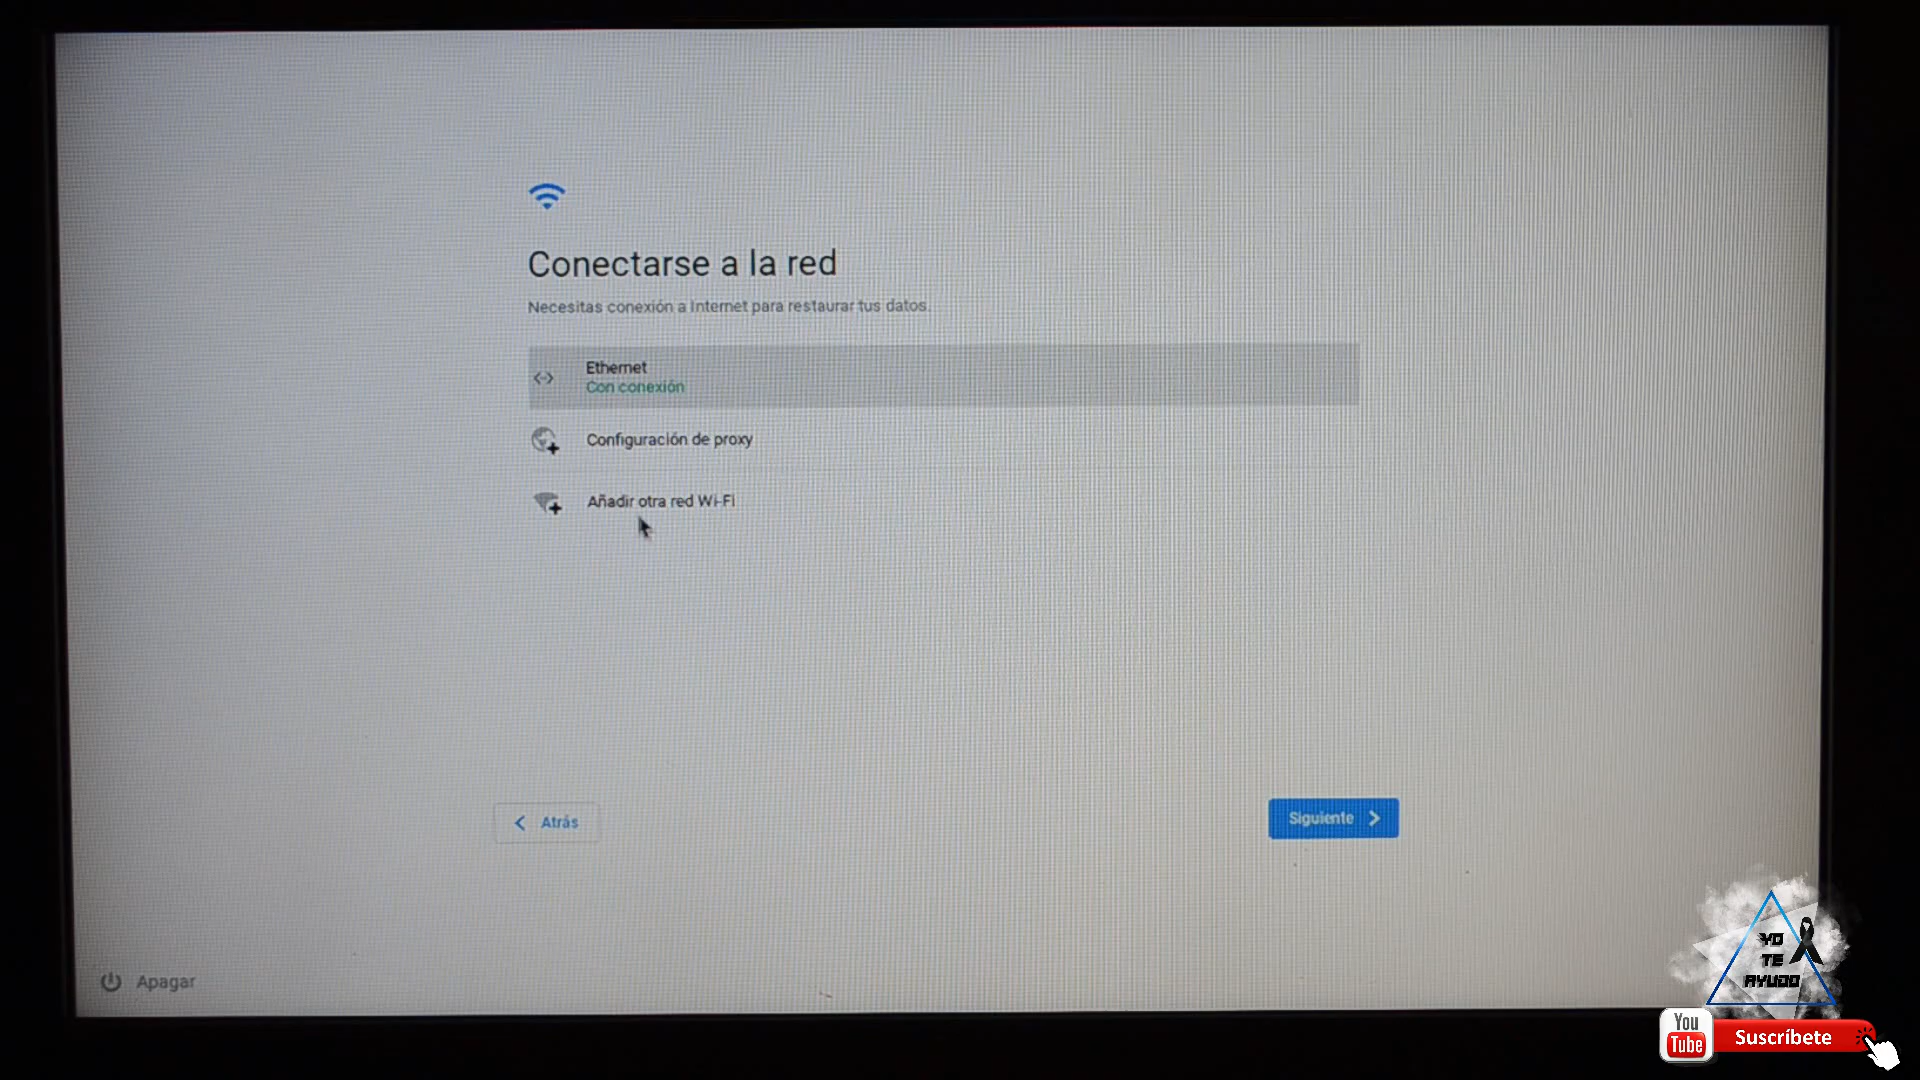 Conectarse a la red
Necesitas conexión a Internet para restaurar tus datos.
Ethernet
Con conexión
Configuración de proxy
Añadir otra red Wi-Fi
Atrás
Siguiente
Apagar
YO
TE
AYUDO
You
Tube
Suscríbete